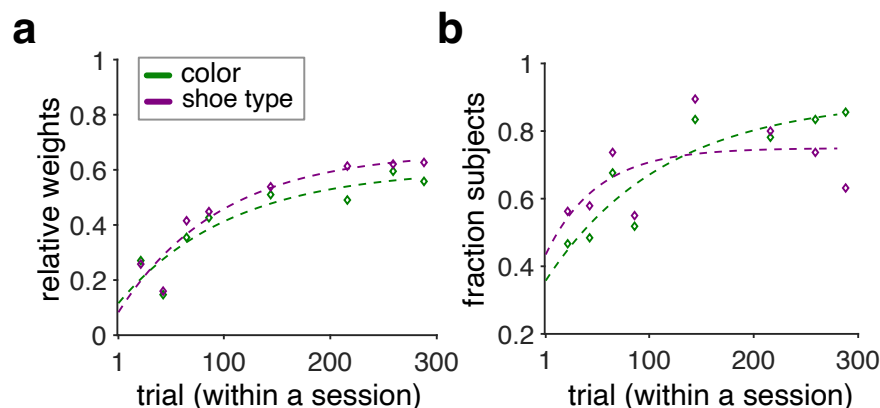 a
b
color
shoe type
relative weights
1
0.8
0.6
0.4
0.2
0
1
100
200
300
trial (within a session)
fraction subjects
1
0.8
0.6
0.4
0.2
1
100
200
300
trial (within a session)